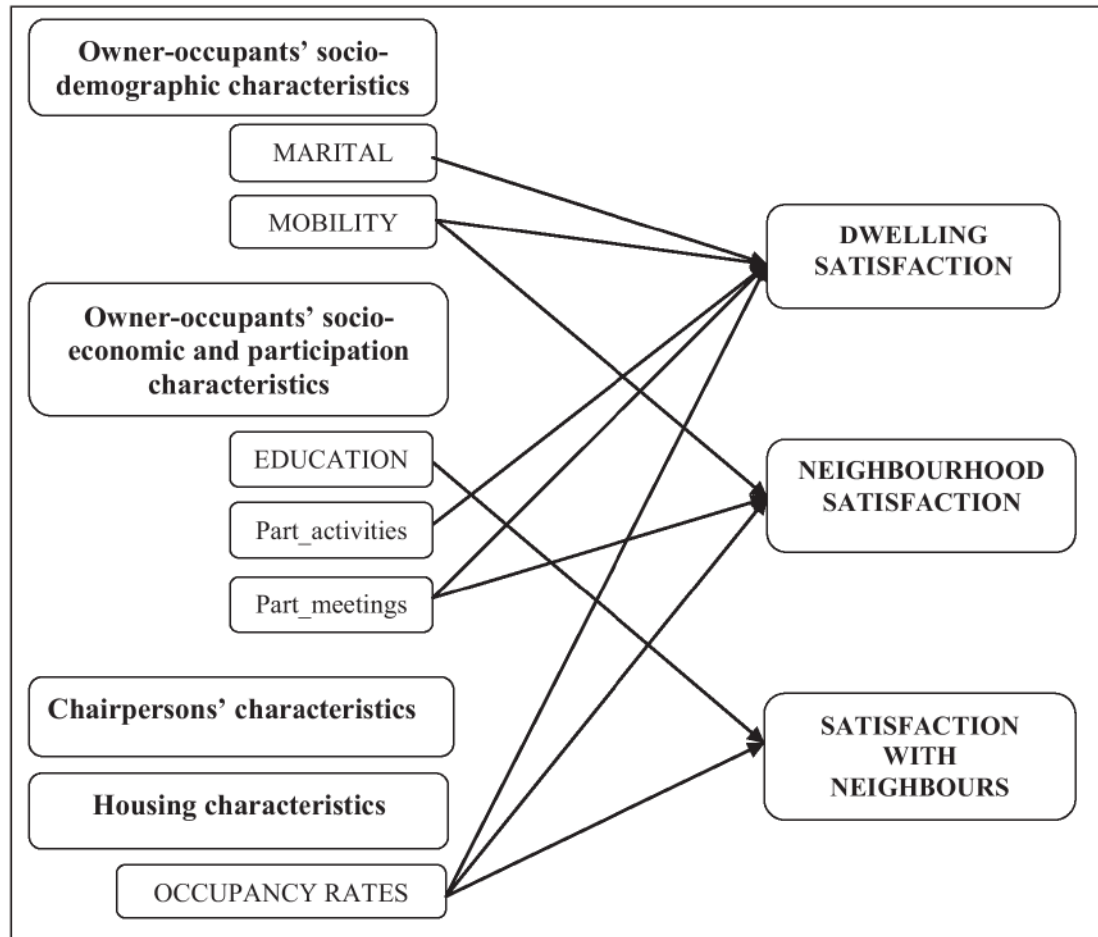 Owner-occupants’ socio-
demographic characteristics
MARITAL
MOBILITY
Owner-occupants’ socio-
economic and participation
characteristics
EDUCATION
Part_activities
Part_meetings
Chairpersons’ characteristics
Housing characteristics
OCCUPANCY RATES
DWELLING
SATISFACTION
NEIGHBOURHOOD
SATISFACTION
SATISFACTION
WITH
NEIGHBOURS